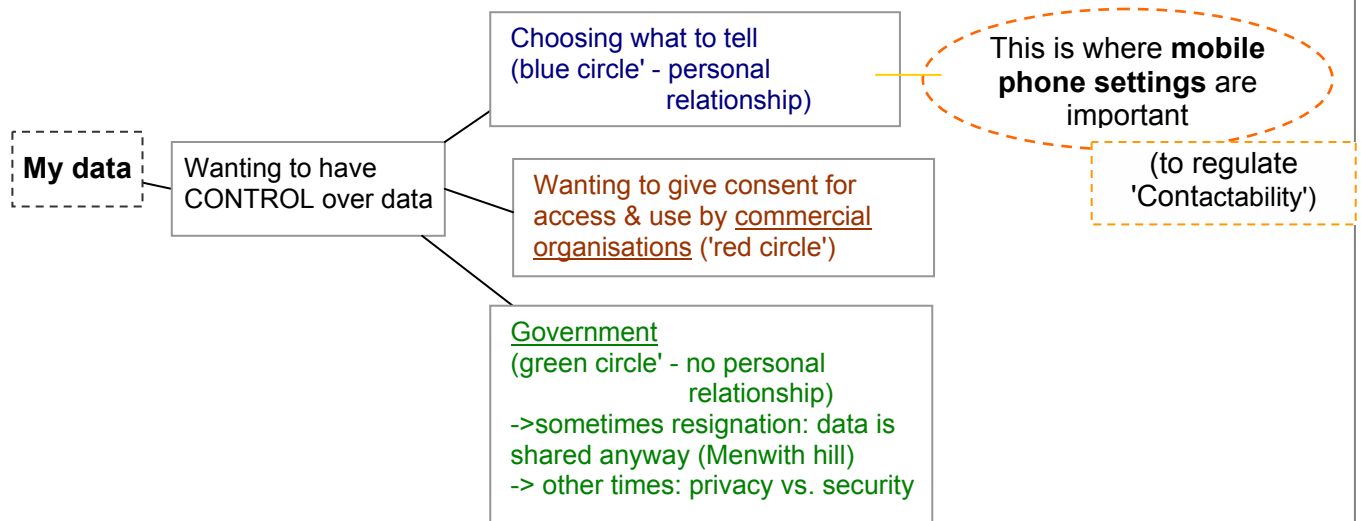 My data
Wanting to have
CONTROL over data
Choosing what to tell
(blue circle' - personal
relationship)
This is where mobile
phone settings are
important
(to regulate
'Contactability')
Wanting to give consent for
access & use by commercial
organisations ('red circle')
Government
(green circle' - no personal
relationship)
->sometimes resignation: data is
shared anyway (Menwith hill)
-> other times: privacy vs. security